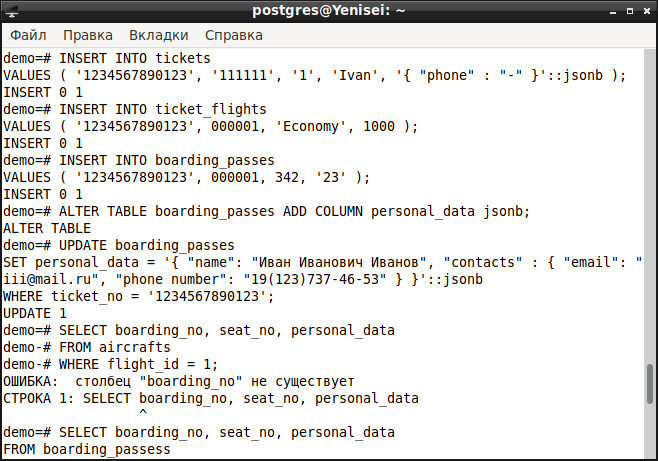 postgres@Yenisei: ~
Файл Правка Вкладки Справка
demo=# INSERT INTO tickets
VALUES ( '1234567890123', '111111', '1', 'Ivan', '{ "phone" : "-" }'::jsonb );
INSERT 0 1
demo=# INSERT INTO ticket_flights
VALUES ( '1234567890123', 000001, 'Economy', 1000 );
INSERT 0 1
demo=# INSERT INTO boarding_passes
VALUES ( '1234567890123', 000001, 342, '23' );
INSERT 0 1
demo=# ALTER TABLE boarding_passes ADD COLUMN personal_data jsonb;
ALTER TABLE
demo=# UPDATE boarding_passes
SET personal_data = '{ "name": "Иван Иванович Иванов", "contacts" : { "email": "
iii@mail.ru", "phone number": "19(123)737-46-53" } }'::jsonb
WHERE ticket_no = '1234567890123';
UPDATE 1
demo=# SELECT boarding_no, seat_no, personal_data
demo-# FROM aircrafts
demo-# WHERE flight_id = 1;
ОШИБКА:  столбец "boarding_no" не существует
СТРОКА 1: SELECT boarding_no, seat_no, personal_data
^
demo=# SELECT boarding_no, seat_no, personal_data
FROM boarding_passess